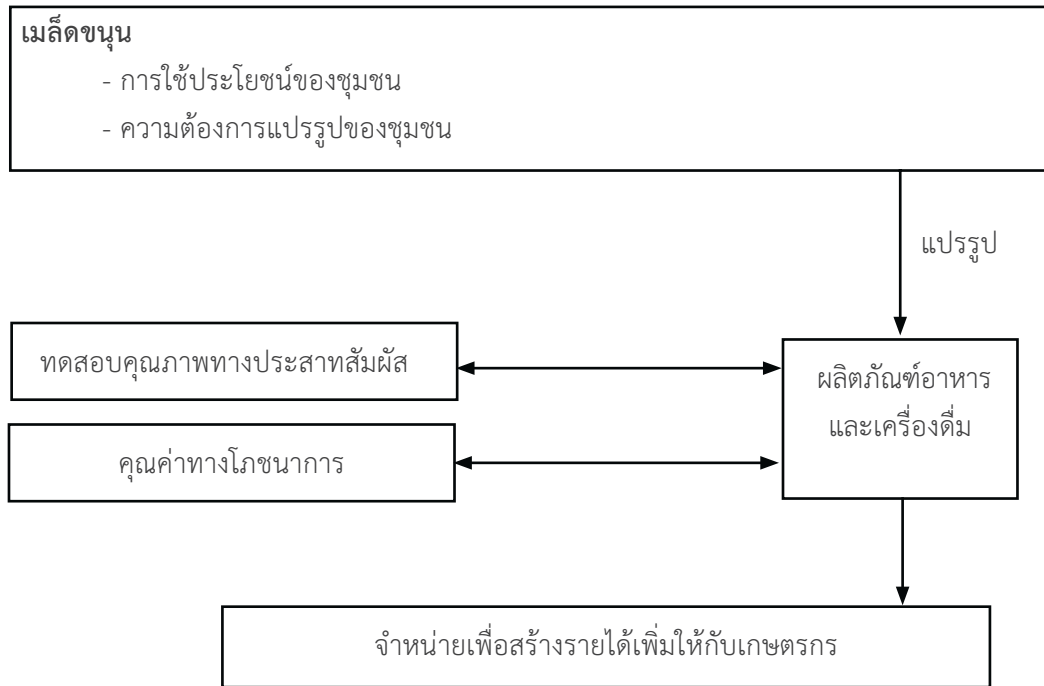 เมล็ดขนุน
- การใช้ประโยชน์ของชุมชน
- ความต้องการแปรรูปของชุมชน
แปรรูป
ทดสอบคุณภาพทางประสาทสัมผัส
ผลิตภัณฑ์อาหาร
และเครื่องดื่ม
คุณค่าทางโภชนาการ
จำหน่ายเพื่อสร้างรายได้เพิ่มให้กับเกษตรกร